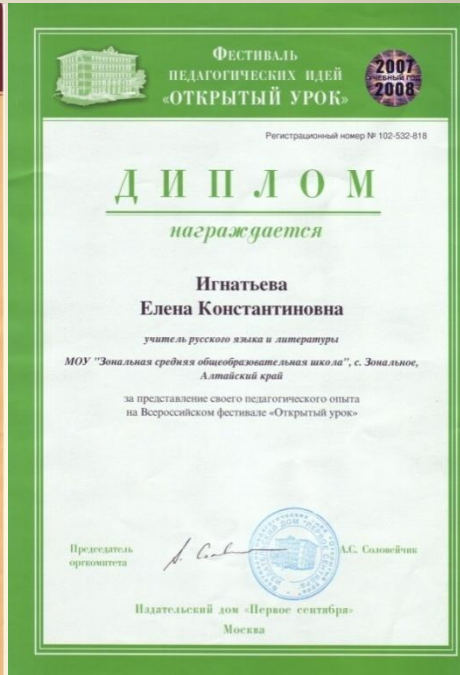 ФЕСТИВАЛЬ
ПЕДАГОГИЧЕСКИХ ИДЕЙ
«ОТКРЫТЫЙ УРОК»
2007
УЧЕБНЫЙ ГОД
2008
Регистрационный номер № 102-532-818
ДИПЛОМ
награждается
Игнатьева
Елена Константиновна
учитель русского языка и литературы
МОУ "Зональная средняя общеобразовательная школа", с. Зональное,
Алтайский край
за представление своего педагогического опыта
на Всероссийском фестивале «Открытый урок»
Председатель
оргкомитета
А.С. Соловейчик
Издательский дом «Первое сентября»
Москва